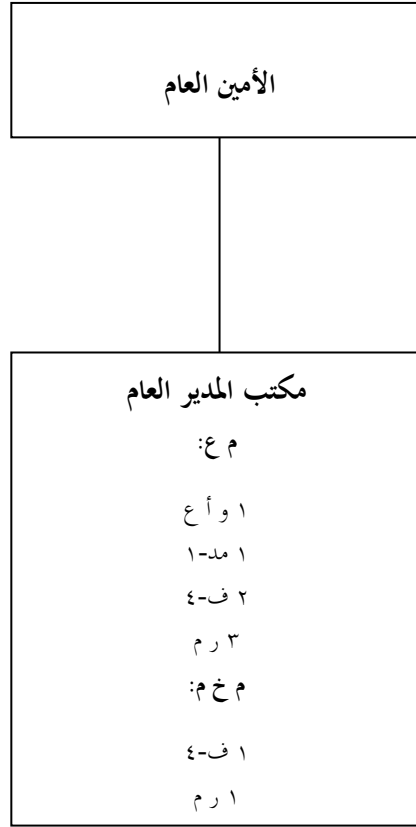 الأمين العام
مكتب المدير العام
م ع:
١ و أ ع
١ مد-١
٢ ف-٤
٣ ر م
م خ م:
١ ف-٤
١ ر م